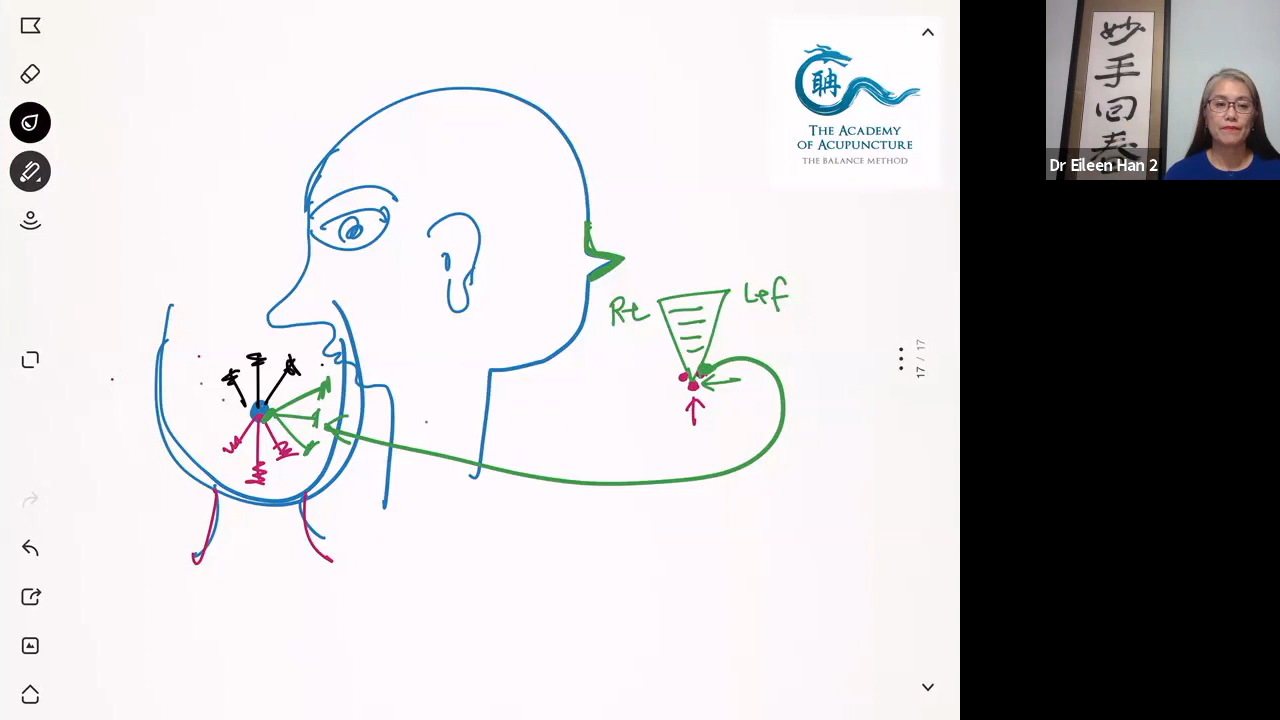 聃
THE ACADEMY
OF ACUPUNCTURE
THE BALANCE METHOD
Rt
Lef
17 / 17
妙手回春
Dr Eileen Han 2